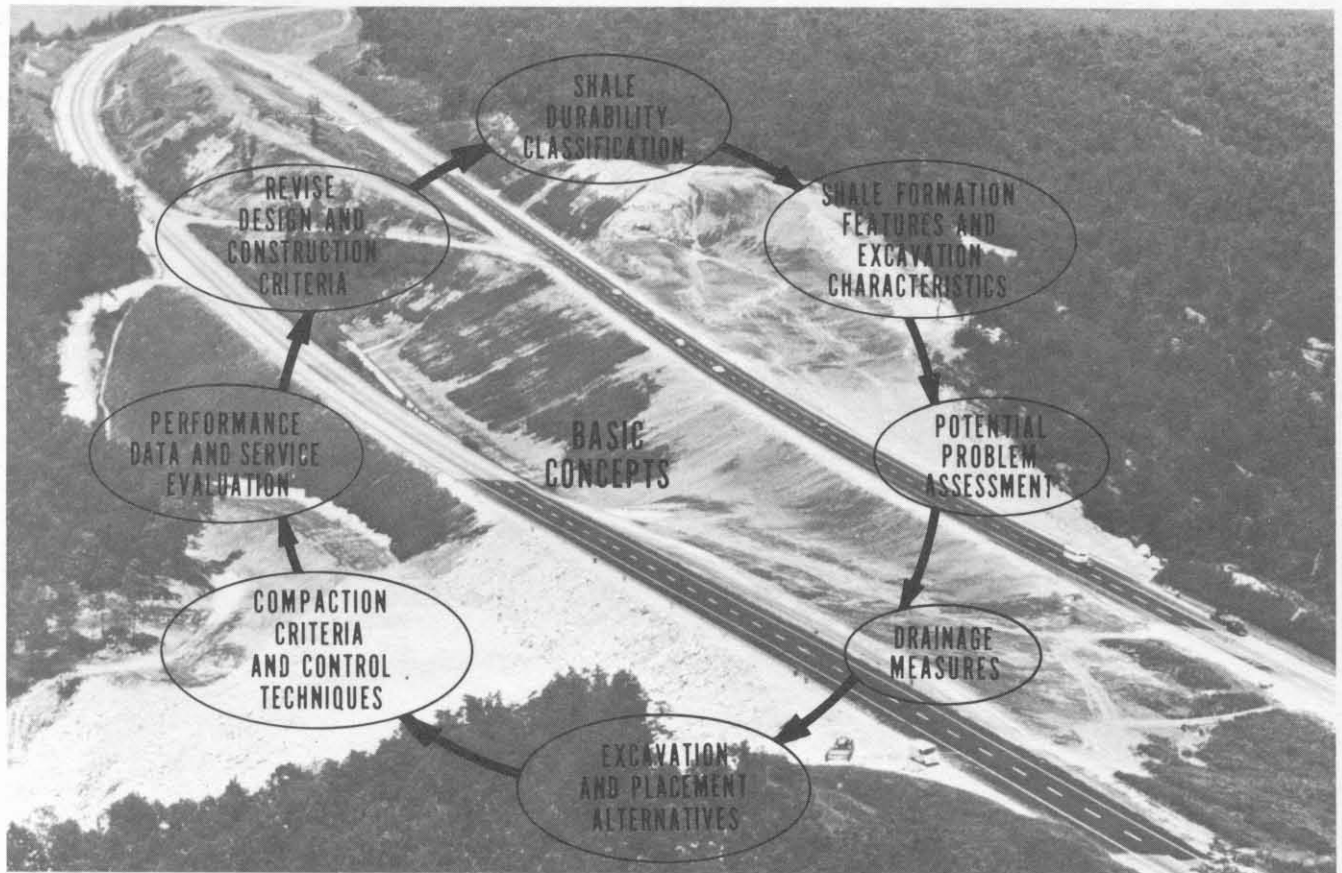 SHALE
DURABILITY
CLASSIFICATION
SHALE FORMATION
FEATURES AND
EXCAVATION
CHARACTERISTICS
POTENTIAL
PROBLEM
ASSESSMENT
DRAINAGE
MEASURES
EXCAVATION
AND PLACEMENT
ALTERNATIVES
COMPACTION
CRITERIA
AND CONTROL
TECHNIQUES
PERFORMANCE
DATA AND SERVICE
EVALUATION
REVISE
DESIGN AND
CONSTRUCTION
CRITERIA
BASIC
CONCEPTS